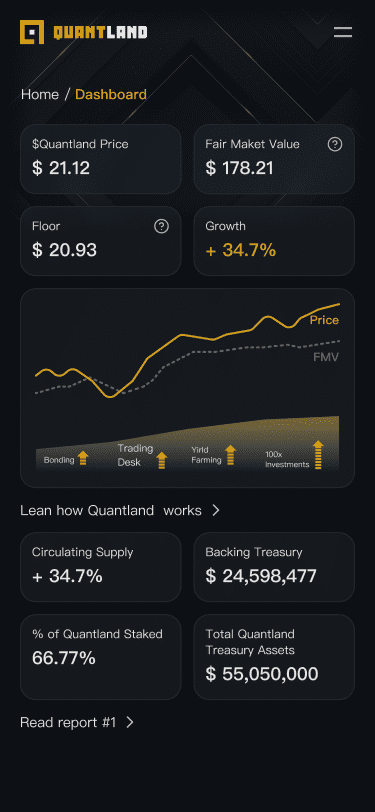 QUANTLAND
Home / Dashboard
$Quantland Price
$ 21.12
Fair Maket Value
$ 178.21
Floor
$ 20.93
Growth
+ 34.7%
Price
FMV
Bonding
Trading
Desk
Yirld
Farming
100x
Investments
Lean how Quantland works
Circulating Supply
+ 34.7%
Backing Treasury
$ 24,598,477
% of Quantland Staked
66.77%
Total Quantland
Treasury Assets
$ 55,050,000
Read report #1